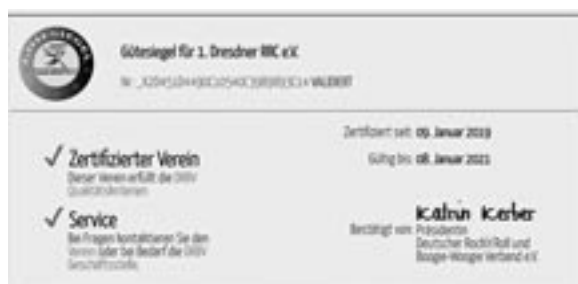 Gütesiegel für 1. Dresdner RRC e.V.
Nr. VALIDIERT
Zertifiziert seit: 09. Januar 2019
Gültig bis: 08. Januar 2021
✓ Zertifizierter Verein
Dieser Verein erfüllt die DRBV
Qualitätskriterien
✓ Service
Bei Fragen kontaktieren Sie den
Verein oder bei Bedarf die DRBV
Geschäftsstelle.
Katrin Kerber
Bestätigt von: Präsidentin
Deutscher Rock'n'Roll und
Boogie-Woogie Verband e.V.